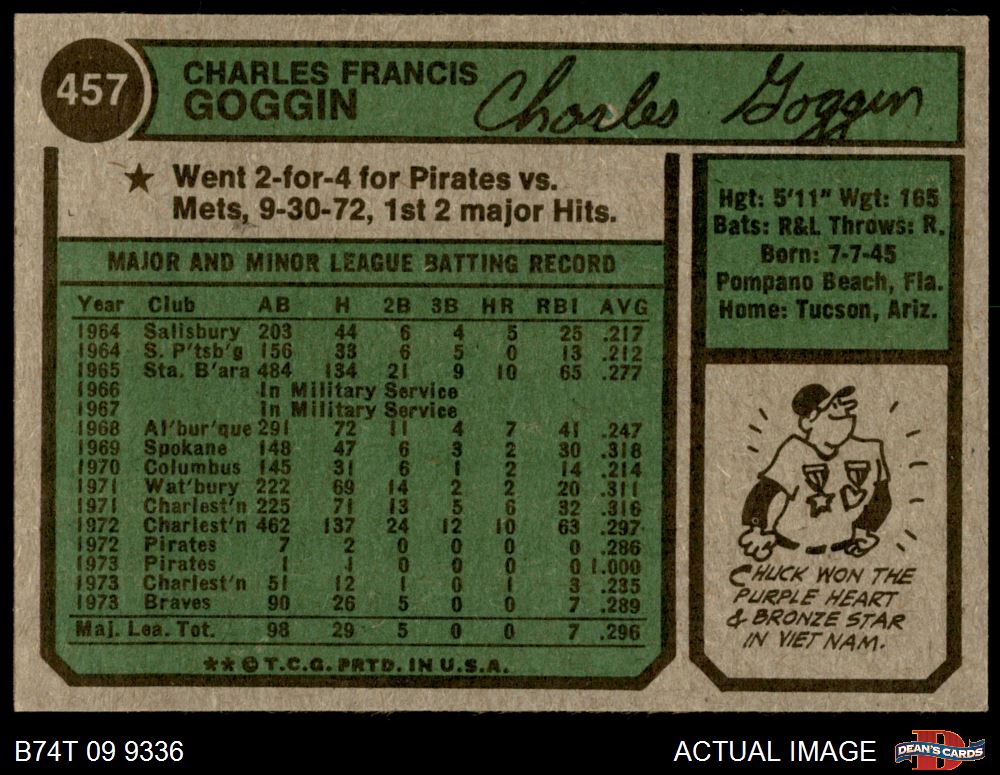 457
CHARLES FRANCIS
GOGGIN
Charles Goggin
★ Went 2-for-4 for Pirates vs.
Mets, 9-30-72, 1st 2 major Hits.
MAJOR AND MINOR LEAGUE BATTING RECORD
Year Club AB H 2B 3B HR RBI AVG
1964 Salisbury 203 44 6 4 5 25 .217
1964 S. P'tsb'g 156 33 6 5 0 13 .212
1965 Sta. B'ara 484 134 21 9 10 65 .277
1966 In Military Service
1967 In Military Service
1968 Al'bur'que 291 72 11 4 7 41 .247
1969 Spokane 148 47 6 3 2 30 .318
1970 Columbus 145 31 6 1 2 14 .214
1971 Wat'bury 222 69 14 2 2 20 .311
1971 Charlest'n 225 71 13 5 6 32 .316
1972 Charlest'n 462 137 24 12 10 63 .297
1972 Pirates 7 2 0 0 0 0 .286
1973 Pirates 1 1 0 0 0 0 1.000
1973 Charlest'n 51 12 1 0 1 3 .235
1973 Braves 90 26 5 0 0 7 .289
Maj. Lea. Tot. 98 29 5 0 0 7 .296
★★ © T.C.G. PRTD. IN U.S.A.
Hgt: 5'11" Wgt: 165
Bats: R&L Throws: R.
Born: 7-7-45
Pompano Beach, Fla.
Home: Tucson, Ariz.
CHUCK WON THE
PURPLE HEART
& BRONZE STAR
IN VIET NAM.
B74T 09 9336
ACTUAL IMAGE
D
DEAN'S CARDS